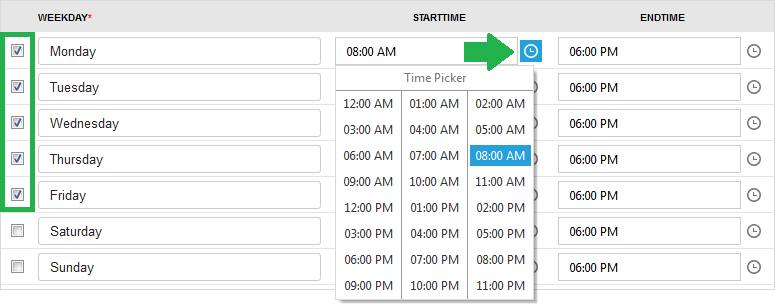 WEEKDAY* STARTTIME ENDTIME
Monday 08:00 AM 06:00 PM
Time Picker
Tuesday 06:00 PM
12:00 AM 01:00 AM 02:00 AM
Wednesday 06:00 PM
03:00 AM 04:00 AM 05:00 AM
Thursday 06:00 AM 07:00 AM 08:00 AM 06:00 PM
09:00 AM 10:00 AM 11:00 AM
Friday 06:00 PM
12:00 PM 01:00 PM 02:00 PM
Saturday 03:00 PM 04:00 PM 05:00 PM 06:00 PM
06:00 PM 07:00 PM 08:00 PM
Sunday 06:00 PM
09:00 PM 10:00 PM 11:00 PM